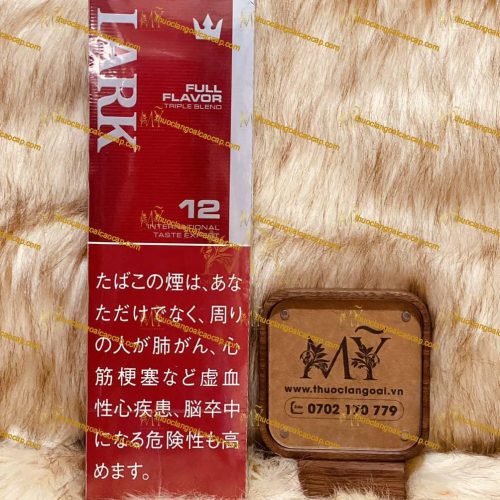 LARK
FULL
FLAVOR
TRIPLE BLEND
12
INTERNATIONAL
TASTE EXPERT
たばこの煙は、あな
ただけでなく、周り
の人が肺がん、心
筋梗塞など虚血
性心疾患、脳卒中
になる危険性も高
めます。
MỸ
www.thuoclangoai.vn
0702 170 779
thuoclangoaicaocap.com